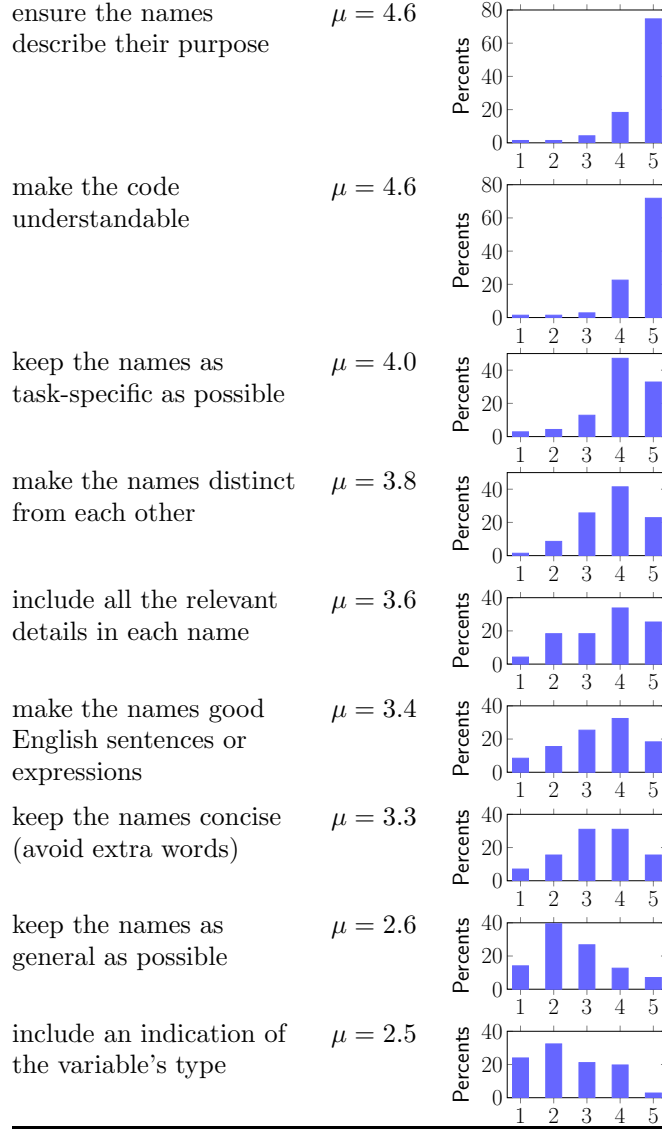 ensure the names
describe their purpose
μ = 4.6
Percents
80
60
40
20
0
1 2 3 4 5
make the code
understandable
μ = 4.6
Percents
80
60
40
20
0
1 2 3 4 5
keep the names as
task-specific as possible
μ = 4.0
Percents
40
20
0
1 2 3 4 5
make the names distinct
from each other
μ = 3.8
Percents
40
20
0
1 2 3 4 5
include all the relevant
details in each name
μ = 3.6
Percents
40
20
0
1 2 3 4 5
make the names good
English sentences or
expressions
μ = 3.4
Percents
40
20
0
1 2 3 4 5
keep the names concise
(avoid extra words)
μ = 3.3
Percents
40
20
0
1 2 3 4 5
keep the names as
general as possible
μ = 2.6
Percents
40
20
0
1 2 3 4 5
include an indication of
the variable's type
μ = 2.5
Percents
40
20
0
1 2 3 4 5